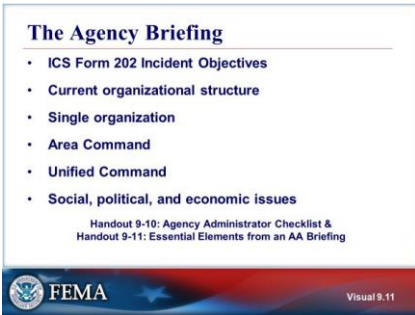 The Agency Briefing
• ICS Form 202 Incident Objectives
• Current organizational structure
• Single organization
• Area Command
• Unified Command
• Social, political, and economic issues
Handout 9-10: Agency Administrator Checklist &
Handout 9-11: Essential Elements from an AA Briefing
FEMA
Visual 9.11